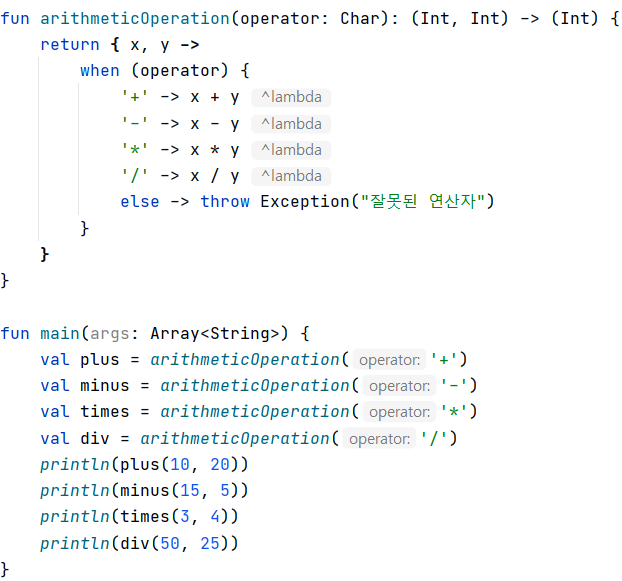 fun arithmeticOperation(operator: Char): (Int, Int) -> (Int) {
    return { x, y ->
        when (operator) {
            '+' -> x + y ^lambda
            '-' -> x - y ^lambda
            '*' -> x * y ^lambda
            '/' -> x / y ^lambda
            else -> throw Exception("잘못된 연산자")
        }
    }
}

fun main(args: Array<String>) {
    val plus = arithmeticOperation( operator: '+')
    val minus = arithmeticOperation( operator: '-')
    val times = arithmeticOperation( operator: '*')
    val div = arithmeticOperation( operator: '/')
    println(plus(10, 20))
    println(minus(15, 5))
    println(times(3, 4))
    println(div(50, 25))
}